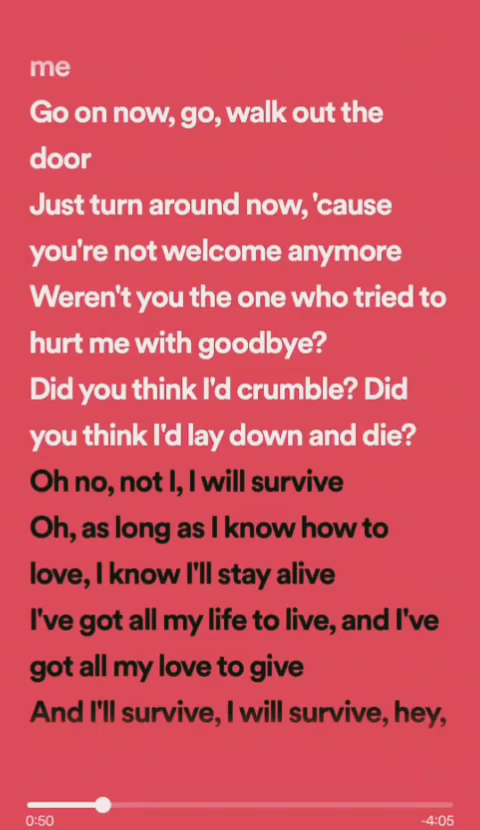 me
Go on now, go, walk out the
door
Just turn around now, 'cause
you're not welcome anymore
Weren't you the one who tried to
hurt me with goodbye?
Did you think I'd crumble? Did
you think I'd lay down and die?
Oh no, not I, I will survive
Oh, as long as I know how to
love, I know I'll stay alive
I've got all my life to live, and I've
got all my love to give
And I'll survive, I will survive, hey,
0:50 -4:05